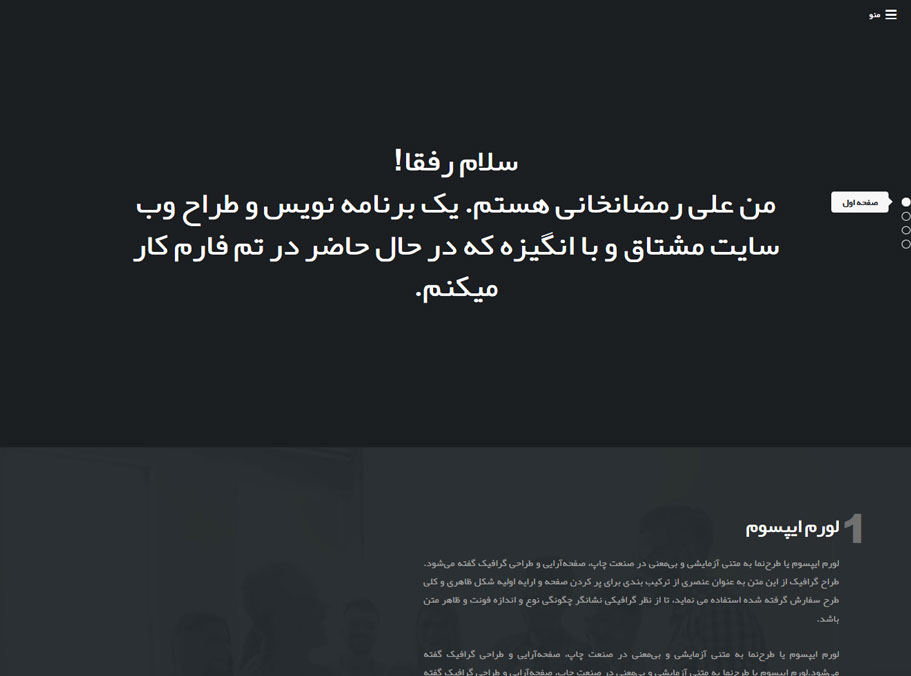 منو
سلام رفقا!
من علی رمضانخانی هستم. یک برنامه نویس و طراح وب
سایت مشتاق و با انگیزه که در حال حاضر در تم فارم کار
میکنم.
صفحه اول
1
لورم ایپسوم
لورم ایپسوم یا طرح‌نما به متنی آزمایشی و بی‌معنی در صنعت چاپ، صفحه‌آرایی و طراحی گرافیک گفته می‌شود.
طراح گرافیک از این متن به عنوان عنصری از ترکیب بندی برای پر کردن صفحه و ارایه اولیه شکل ظاهری و کلی
طرح سفارش گرفته شده استفاده می نماید، تا از نظر گرافیکی نشانگر چگونگی نوع و اندازه فونت و ظاهر متن
باشد.
لورم ایپسوم یا طرح‌نما به متنی آزمایشی و بی‌معنی در صنعت چاپ، صفحه‌آرایی و طراحی گرافیک گفته
می‌شود.لورم ایپسوم یا طرح‌نما به متنی آزمایشی و بی‌معنی در صنعت چاپ، صفحه‌آرایی و طراحی گرافیک گفته